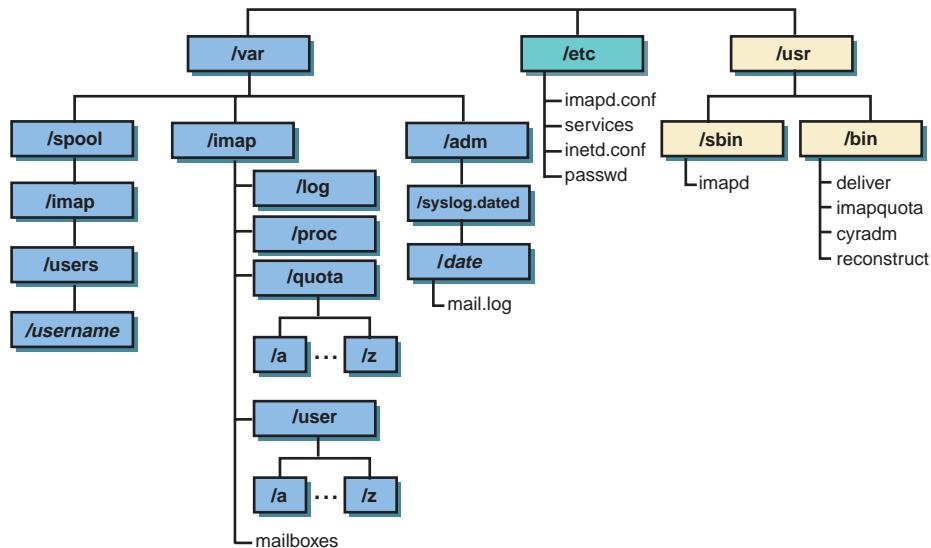 /var
/etc
/usr
imapd.conf
services
inetd.conf
passwd
/spool
/imap
/adm
/sbin
/bin
imapd
deliver
imapquota
cyradm
reconstruct
/imap
/log
/syslog.dated
/proc
/users
/quota
/date
mail.log
/username
/a ... /z
/user
/a ... /z
mailboxes